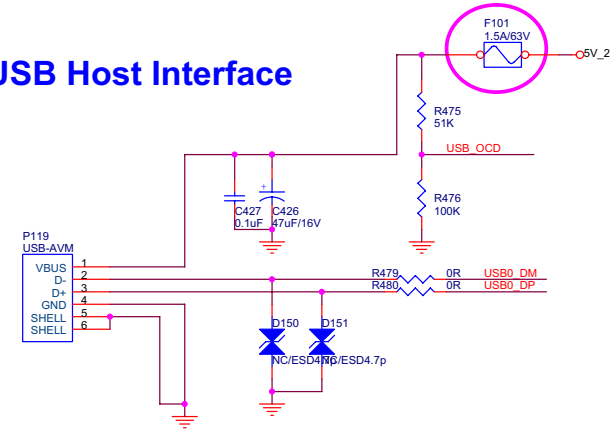 F101
1.5A/63V
5V_2
USB Host Interface
R475
51K
USB_OCD
R476
100K
C427
0.1uF
+
C426
47uF/16V
P119
USB-AVM
VBUS 1
D- 2
D+ 3
GND 4
SHELL 5
SHELL 6
R479 0R USB0_DM
R480 0R USB0_DP
D150
D151
NC/ESD4.7p
NC/ESD4.7p